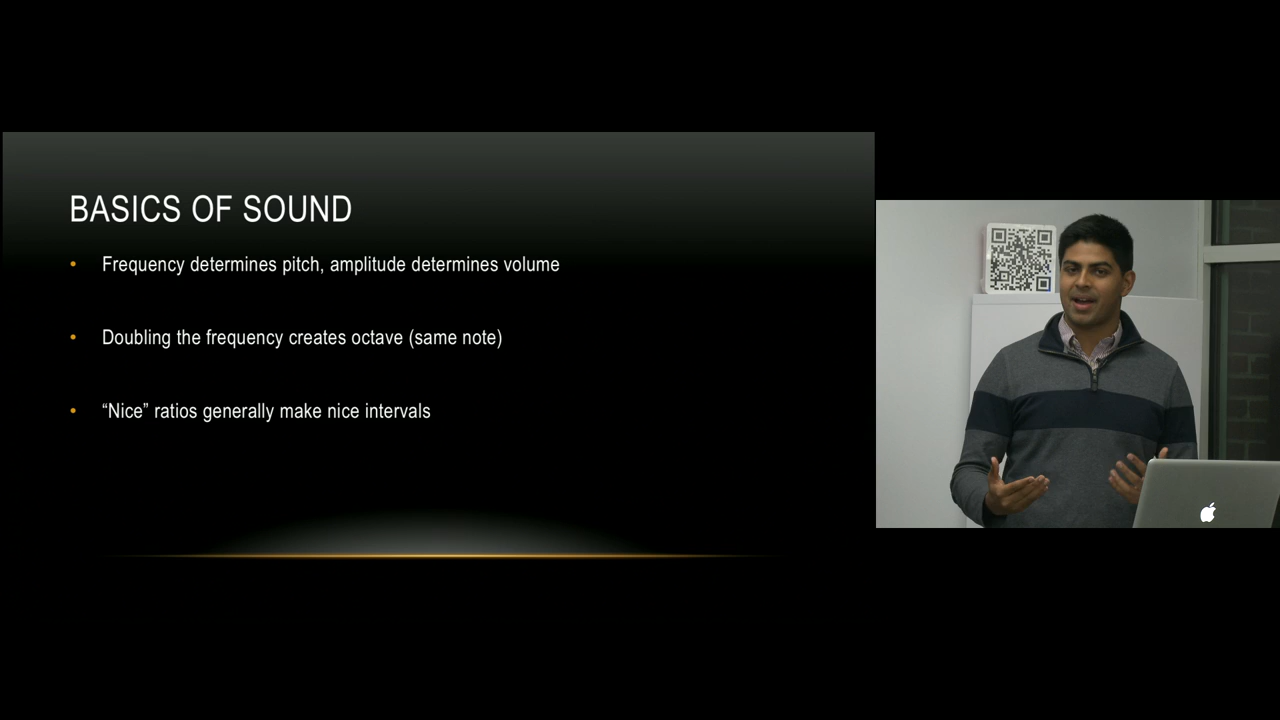 BASICS OF SOUND
• Frequency determines pitch, amplitude determines volume
• Doubling the frequency creates octave (same note)
• “Nice” ratios generally make nice intervals